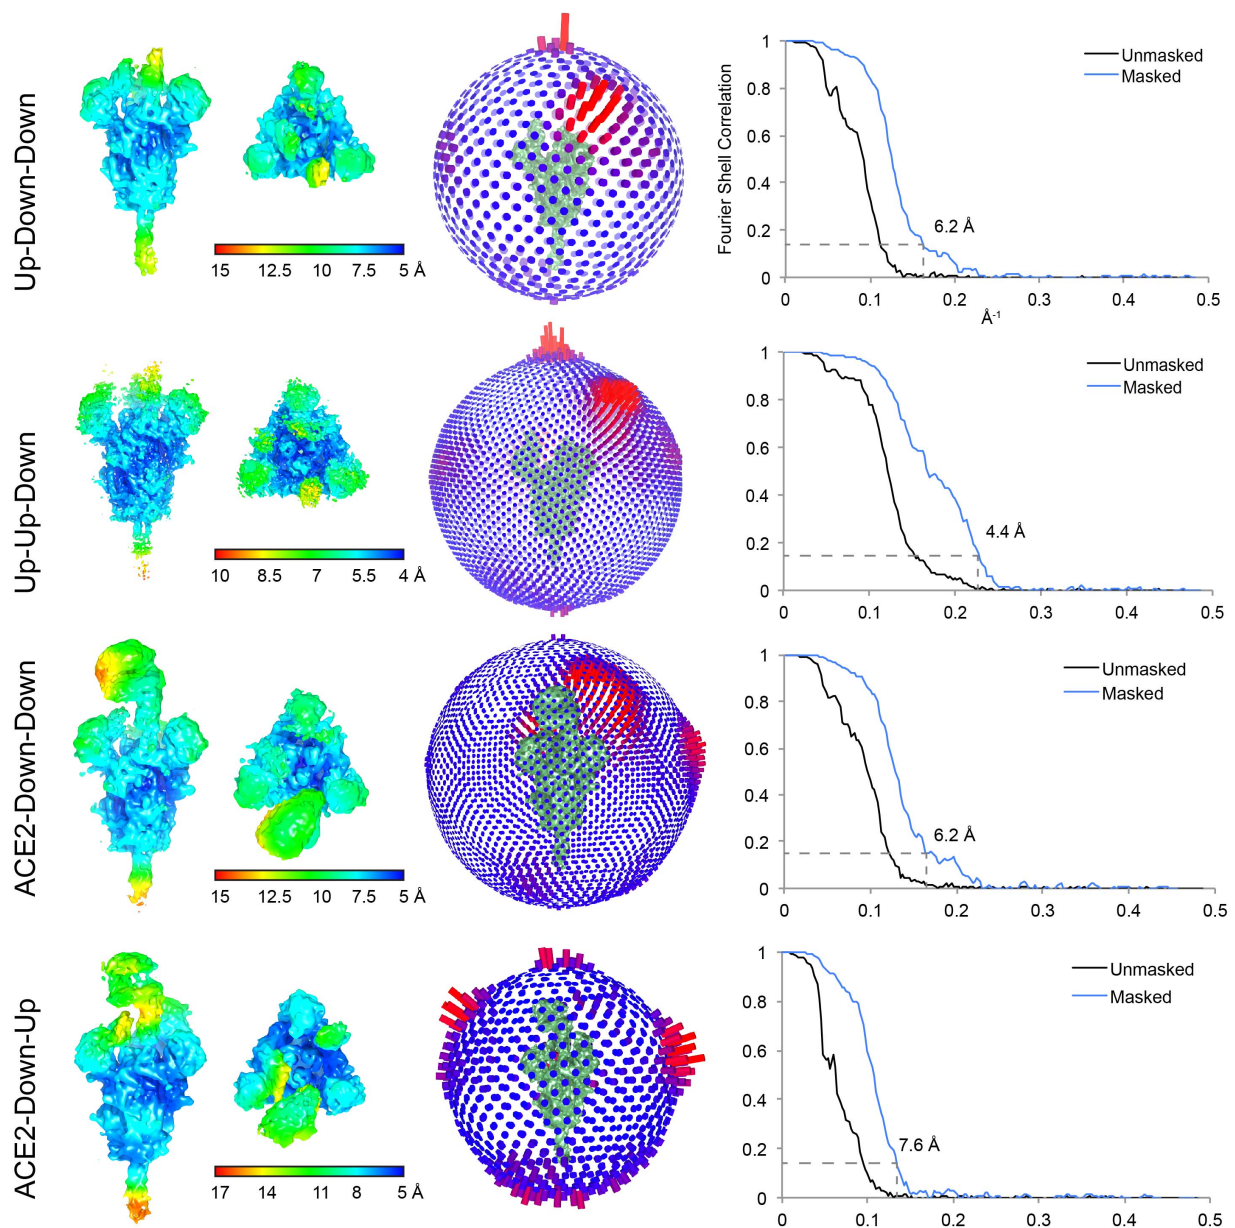 Up-Down-Down
15 12.5 10 7.5 5 Å
Fourier Shell Correlation
1
0.8
0.6
0.4
0.2
0
Unmasked
Masked
6.2 Å
0 0.1 0.2 0.3 0.4 0.5
Å-1
Up-Up-Down
10 8.5 7 5.5 4 Å
1
0.8
0.6
0.4
0.2
0
Unmasked
Masked
4.4 Å
0 0.1 0.2 0.3 0.4 0.5
ACE2-Down-Down
15 12.5 10 7.5 5 Å
1
0.8
0.6
0.4
0.2
0
Unmasked
Masked
6.2 Å
0 0.1 0.2 0.3 0.4 0.5
ACE2-Down-Up
17 14 11 8 5 Å
1
0.8
0.6
0.4
0.2
0
Unmasked
Masked
7.6 Å
0 0.1 0.2 0.3 0.4 0.5